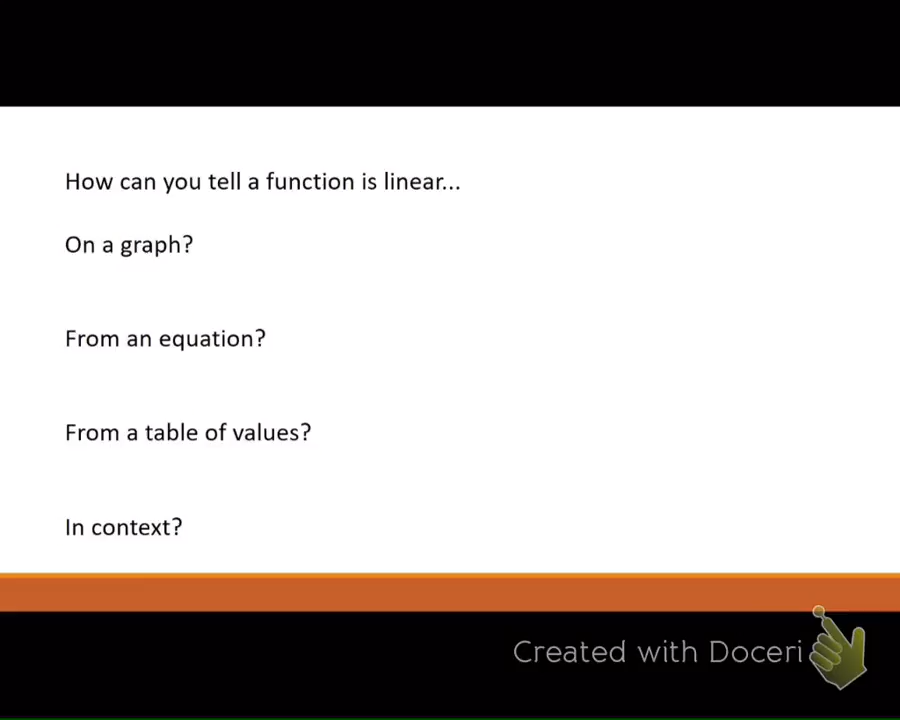 How can you tell a function is linear...
On a graph?
From an equation?
From a table of values?
In context?
Created with Doceri